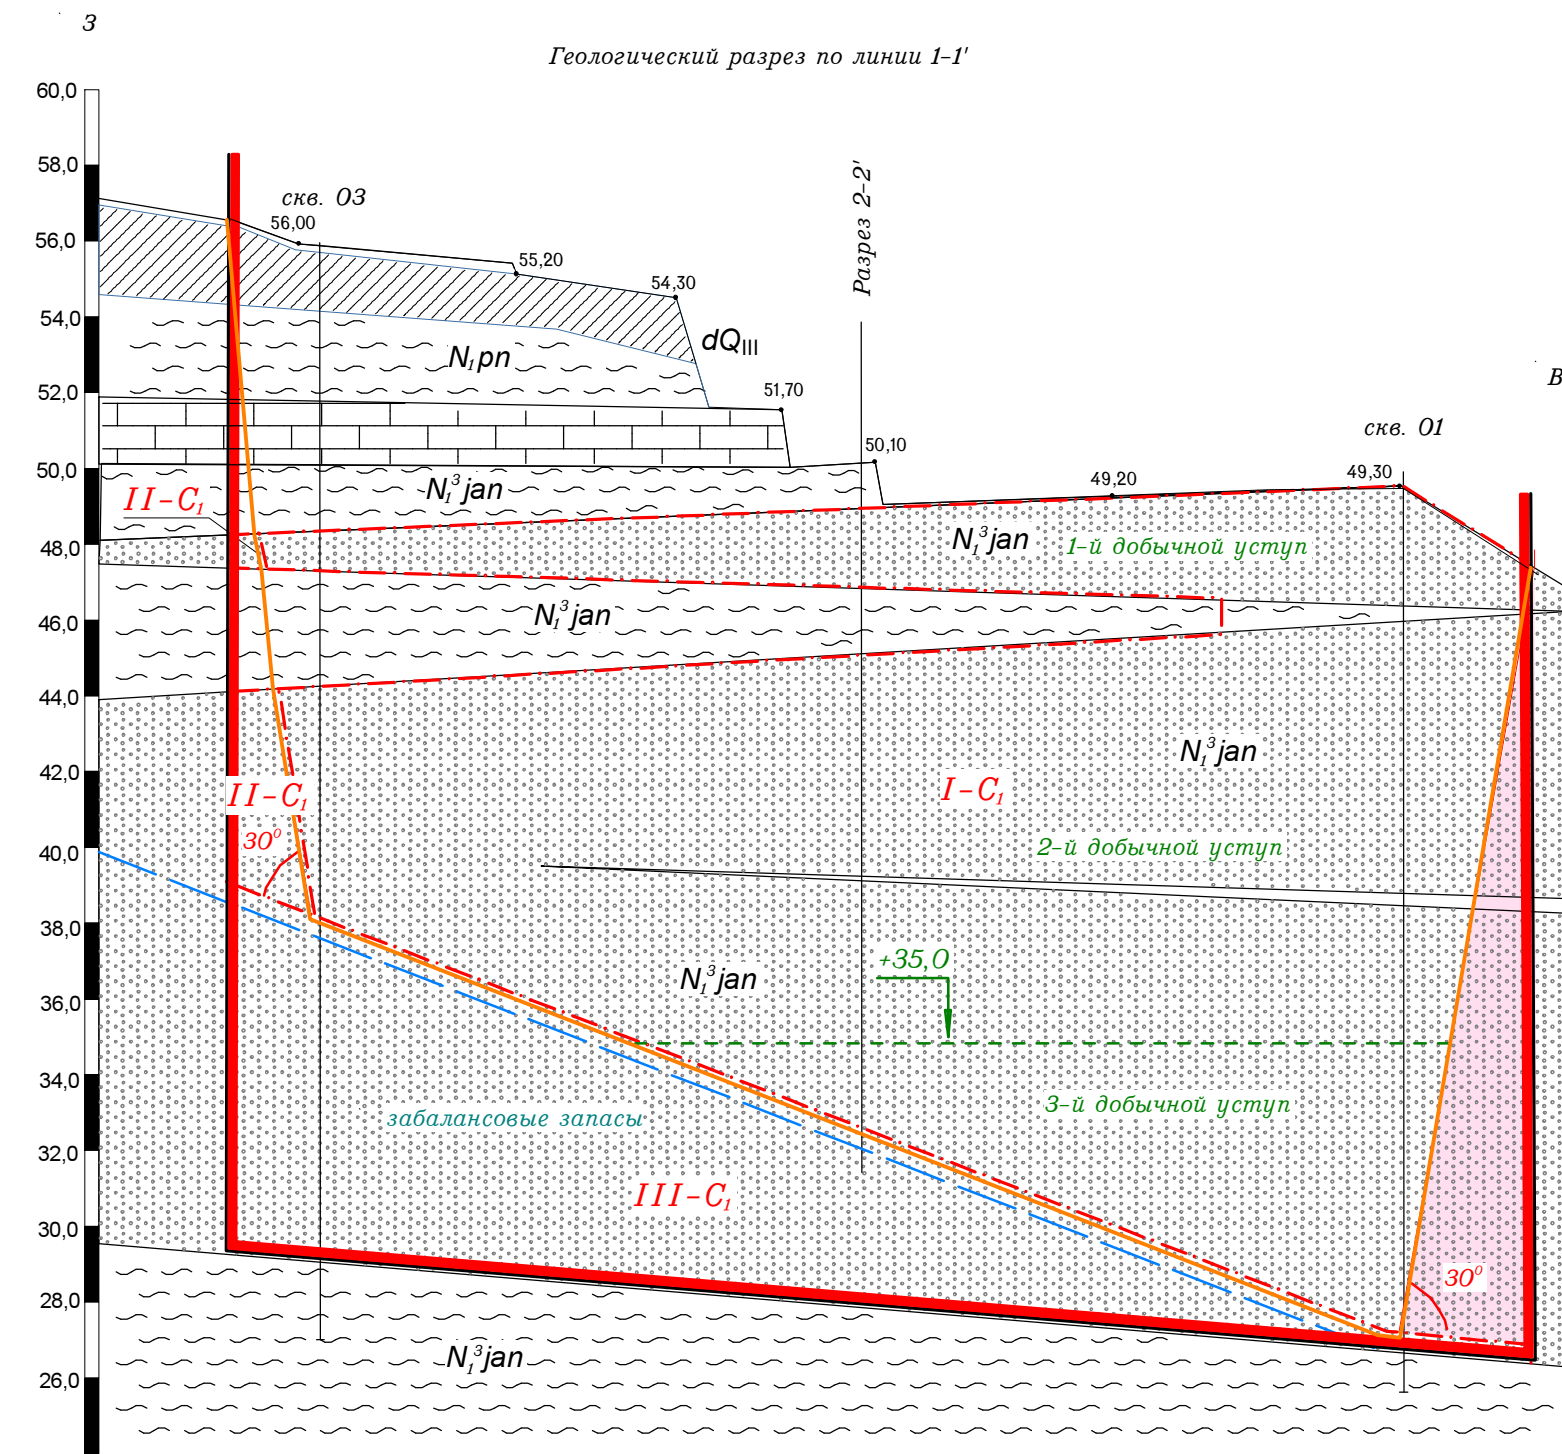 З
Геологический разрез по линии 1-1'
60,0
58,0
56,0
54,0
52,0
50,0
48,0
46,0
44,0
42,0
40,0
38,0
36,0
34,0
32,0
30,0
28,0
26,0
скв. 03
56,00
55,20
54,30
Разрез 2-2'
dQIII
N₁pn
51,70
В
скв. 01
50,10
49,30
49,20
N₁³jan
II-C₁
N₁³jan
1-й добычной уступ
N₁³jan
N₁³jan
II-C₁
I-C₁
30⁰
2-й добычной уступ
+35,0
N₁³jan
забалансовые запасы
3-й добычной уступ
III-C₁
30⁰
N₁³jan